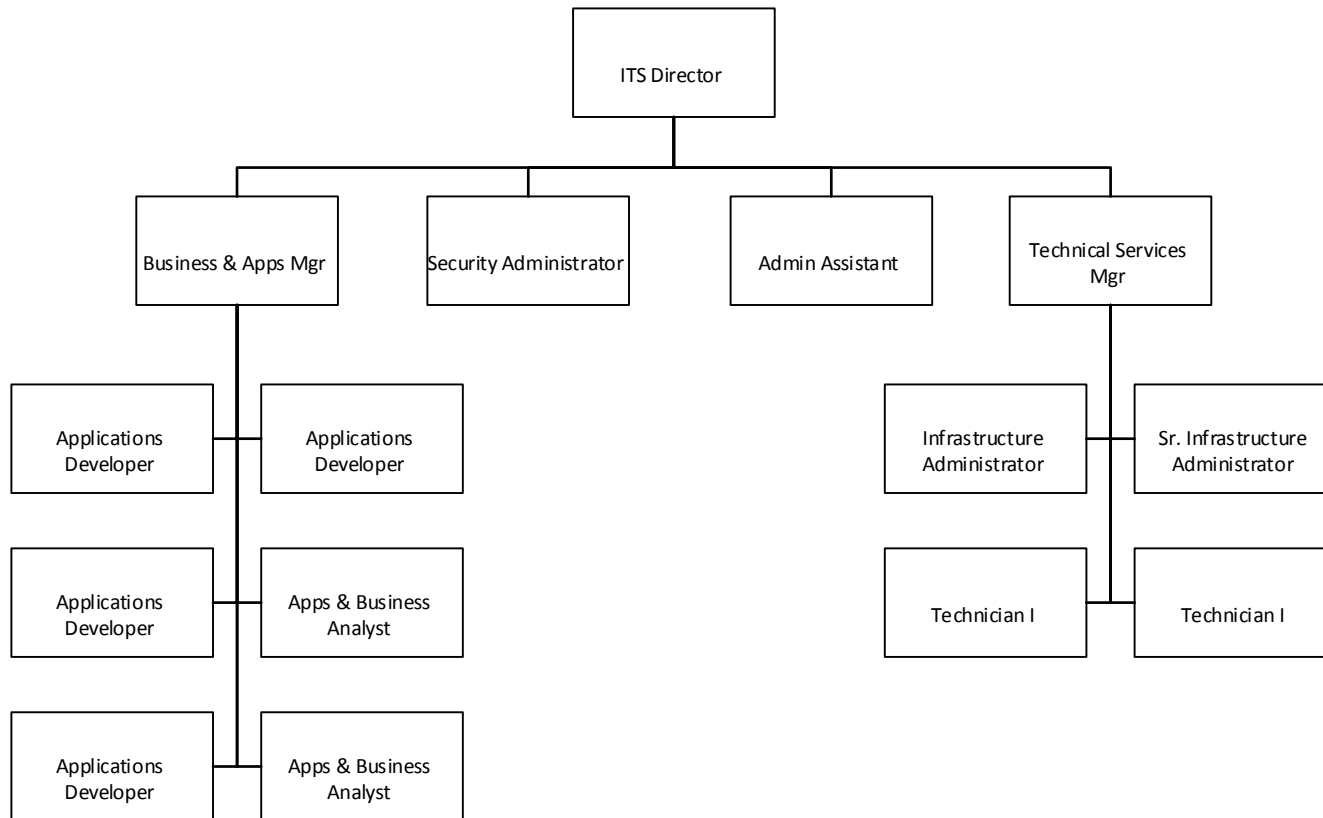 ITS Director
Business & Apps Mgr
Security Administrator
Admin Assistant
Technical Services
Mgr
Applications
Developer
Applications
Developer
Infrastructure
Administrator
Sr. Infrastructure
Administrator
Applications
Developer
Apps & Business
Analyst
Technician I
Technician I
Applications
Developer
Apps & Business
Analyst